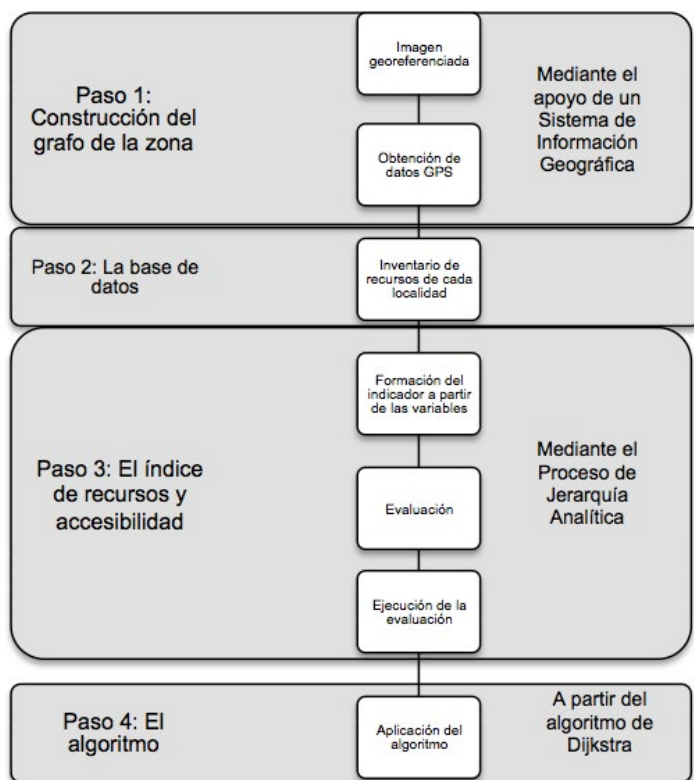 Paso 1:
Construcción del
grafo de la zona
Imagen
georeferenciada
Obtención de
datos GPS
Mediante el
apoyo de un
Sistema de
Información
Geográfica
Paso 2: La base de
datos
Inventario de
recursos de cada
localidad
Paso 3: El índice
de recursos y
accesibilidad
Formación del
indicador a partir
de las variables
Evaluación
Ejecución de la
evaluación
Mediante el
Proceso de
Jerarquía
Analítica
Paso 4: El
algoritmo
Aplicación del
algoritmo
A partir del
algoritmo de
Dijkstra